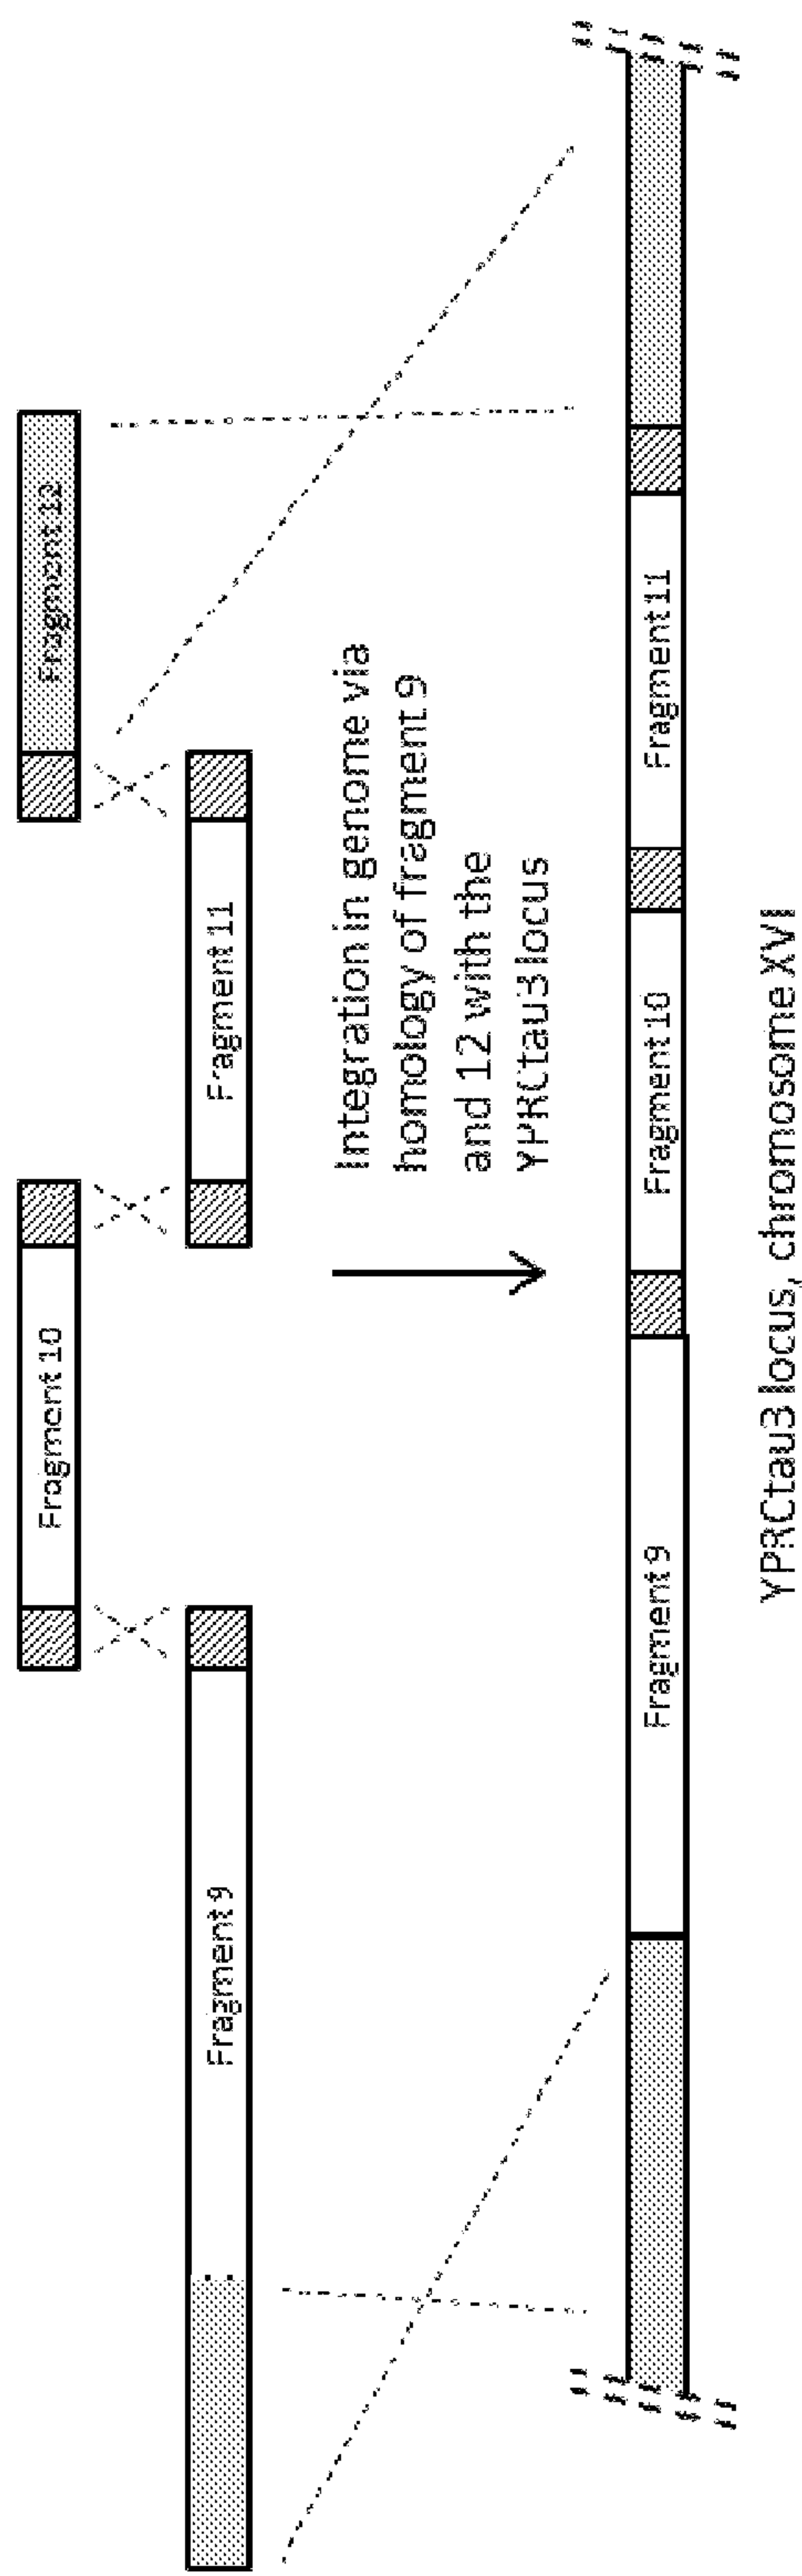 Fragment 10
Fragment 12
Fragment 9
Fragment 11
Integration in genome via
homology of fragment 9
and 12 with the
YPRCtau3 locus
Fragment 9
Fragment 10
Fragment 11
YPRCtau3 locus, chromosome XVI